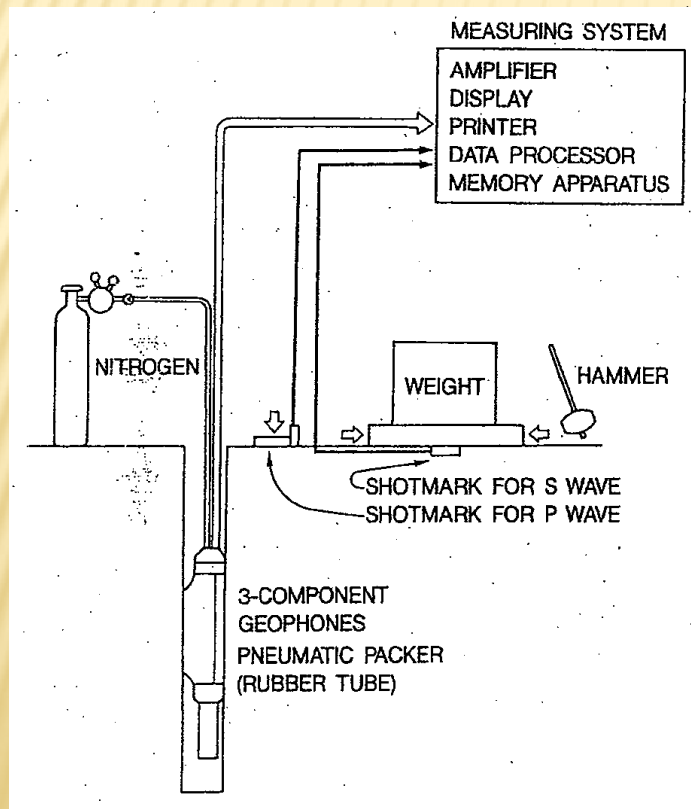 MEASURING SYSTEM
AMPLIFIER
DISPLAY
PRINTER
DATA PROCESSOR
MEMORY APPARATUS
NITROGEN
WEIGHT
HAMMER
SHOTMARK FOR S WAVE
SHOTMARK FOR P WAVE
3-COMPONENT
GEOPHONES
PNEUMATIC PACKER
(RUBBER TUBE)